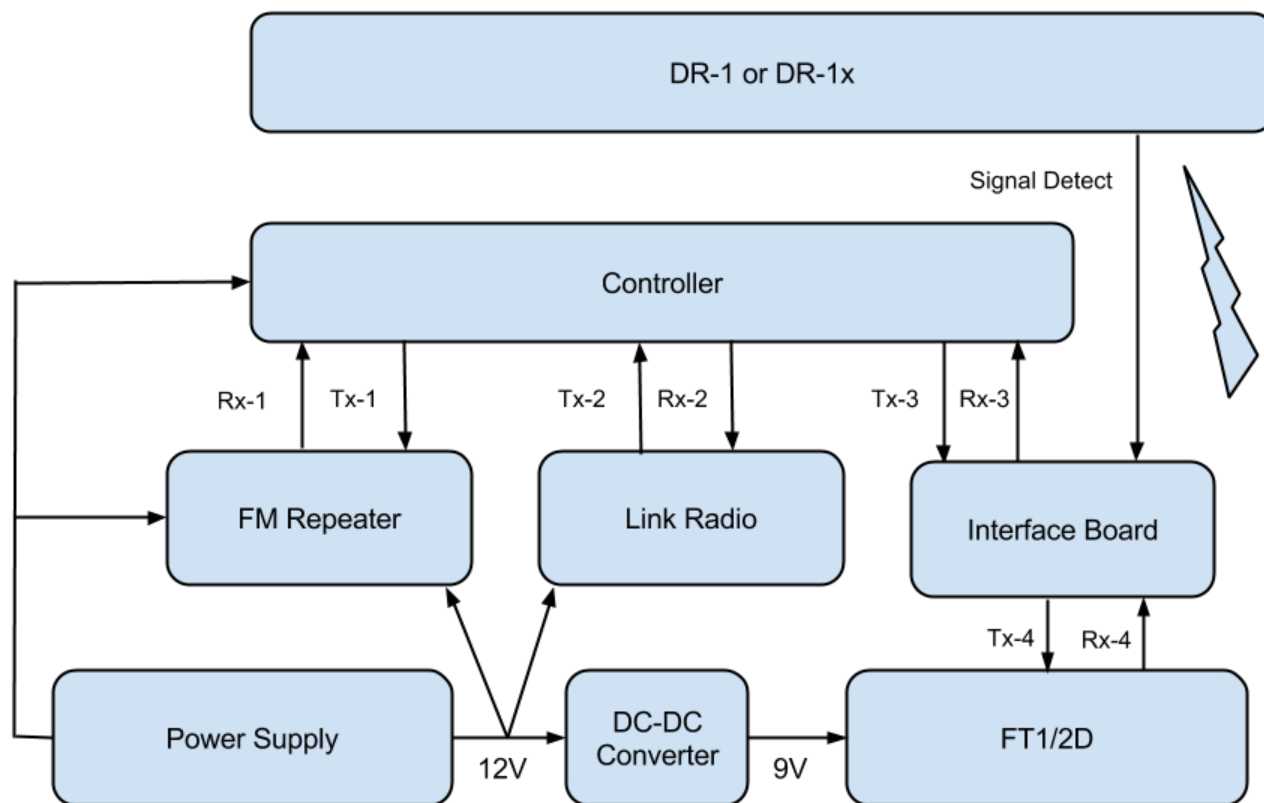 DR-1 or DR-1x
Signal Detect
Controller
Rx-1
Tx-1
Tx-2
Rx-2
Tx-3
Rx-3
FM Repeater
Link Radio
Interface Board
Tx-4
Rx-4
Power Supply
12V
DC-DC
Converter
9V
FT1/2D